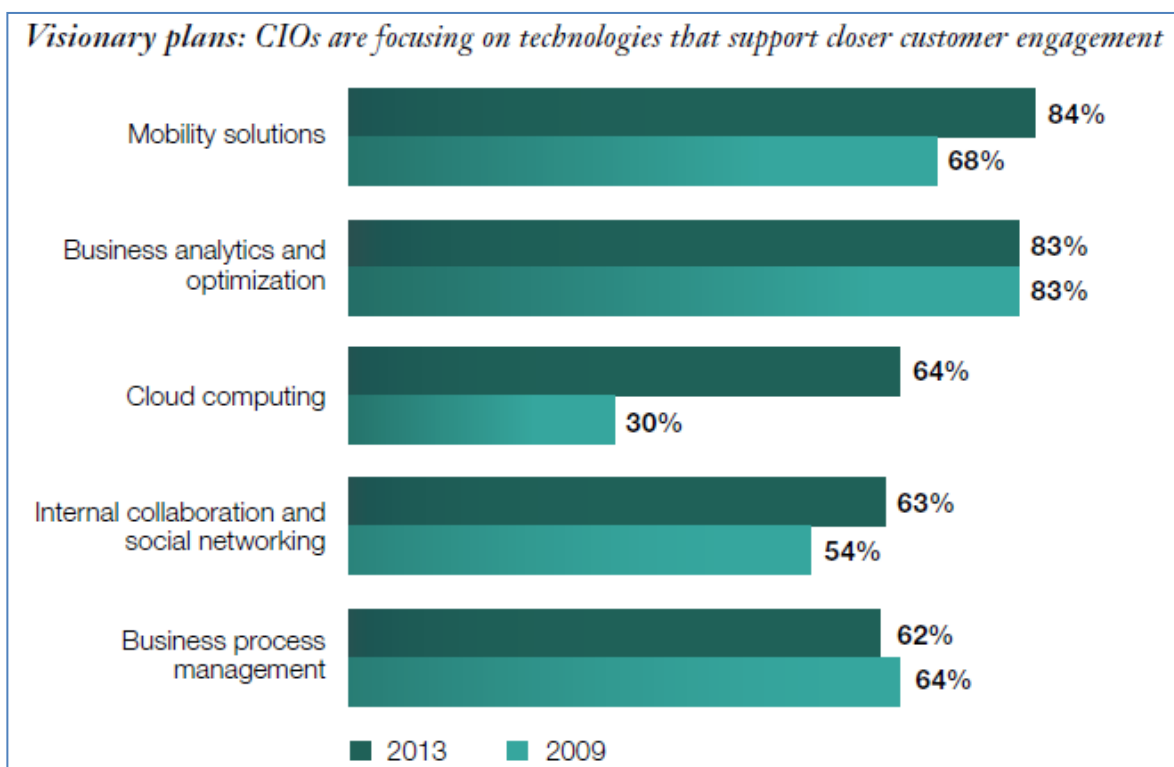 Visionary plans: CIOs are focusing on technologies that support closer customer engagement
Mobility solutions
84%
68%
Business analytics and
optimization
83%
83%
Cloud computing
64%
30%
Internal collaboration and
social networking
63%
54%
Business process
management
62%
64%
2013
2009